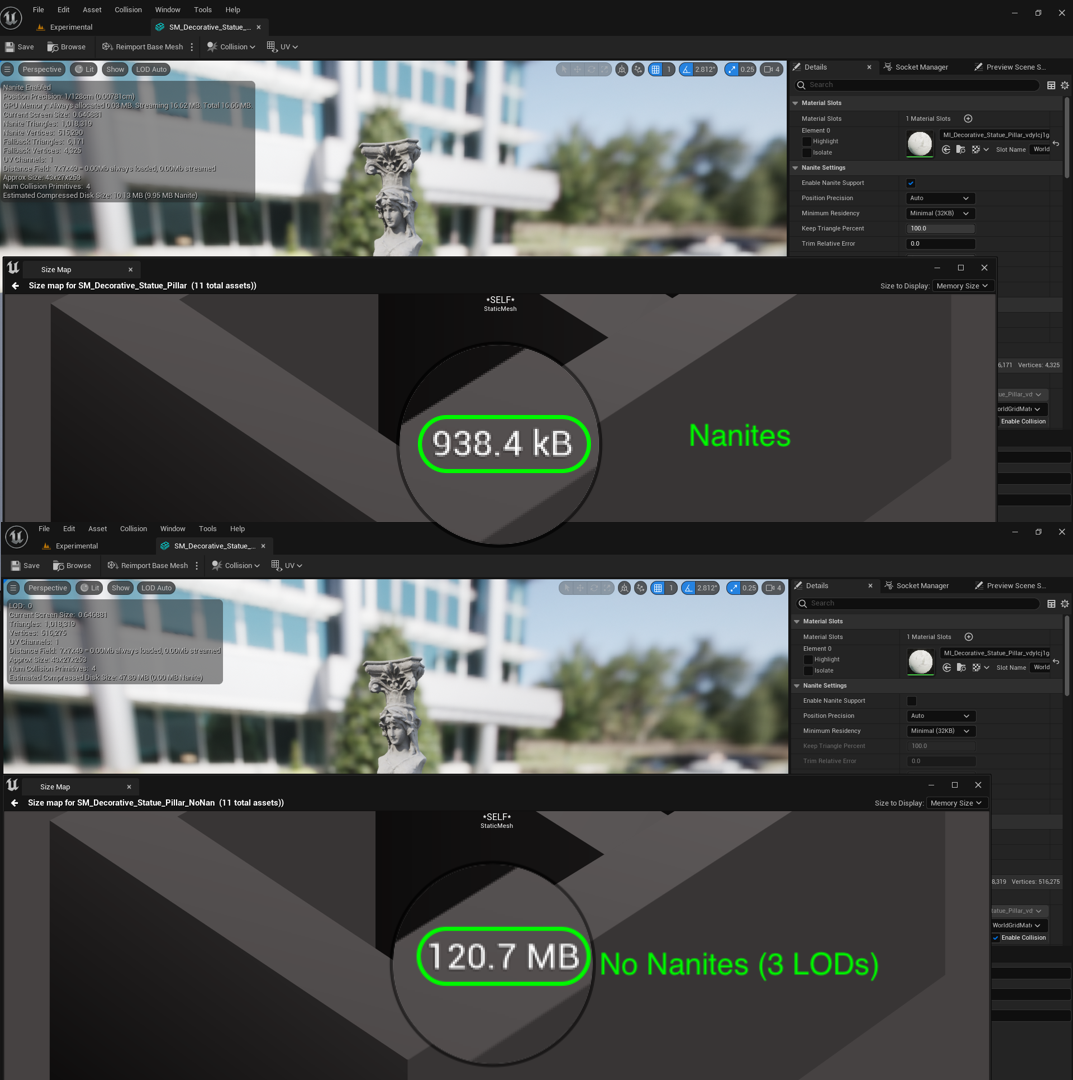 File Edit Asset Collision Window Tools Help
Experimental SM_Decorative_Statue_...
Save Browse Reimport Base Mesh Collision UV
Perspective Lit Show LOD Auto 1 2.812° 0.25 4
Nanite Enabled
Position Precision: 1/128cm (0.00781cm)
GPU Memory: Always allocated 0.03 MB. Streaming 16.62 MB. Total 16.66 MB.
Current Screen Size:
Nanite Triangles: 1,018,319
Nanite Vertices:
Fallback Triangles: 6,171
Fallback Vertices: 4,325
UV Channels: 1
Distance Field: 7x7x49 = 0.00Mb always loaded, 0.00Mb streamed
Approx Size: 43x27x253
Num Collision Primitives: 4
Estimated Compressed Disk Size: 10.13 MB (9.95 MB Nanite)
Details Socket Manager Preview Scene S...
Search
Material Slots
Material Slots 1 Material Slots
Element 0 MI_Decorative_Statue_Pillar_vdylcj1g
Highlight
Isolate Slot Name World
Nanite Settings
Enable Nanite Support
Position Precision Auto
Minimum Residency Minimal (32KB)
Keep Triangle Percent 100.0
Trim Relative Error 0.0
Size Map
Size map for SM_Decorative_Statue_Pillar (11 total assets)) Size to Display: Memory Size
*SELF*
StaticMesh
6,171 Vertices: 4,325
Enable Collision
938.4 kB
Nanites
File Edit Asset Collision Window Tools Help
Experimental SM_Decorative_Statue_...
Save Browse Reimport Base Mesh Collision UV
Perspective Lit Show LOD Auto 1 2.812° 0.25 4
LOD: 0
Current Screen Size: 0.645881
Triangles: 1,018,319
Vertices: 516,275
UV Channels: 1
Distance Field: 7x7x49 = 0.00Mb always loaded, 0.00Mb streamed
Approx Size: 43x27x253
Num Collision Primitives: 4
Estimated Compressed Disk Size: 47.89 MB (0.00 MB Nanite)
Details Socket Manager Preview Scene S...
Search
Material Slots
Material Slots 1 Material Slots
Element 0 MI_Decorative_Statue_Pillar_vdylcj1g
Highlight
Isolate Slot Name World
Nanite Settings
Enable Nanite Support
Position Precision Auto
Minimum Residency Minimal (32KB)
Keep Triangle Percent 100.0
Trim Relative Error 0.0
Size Map
Size map for SM_Decorative_Statue_Pillar_NoNan (11 total assets)) Size to Display: Memory Size
*SELF*
StaticMesh
8,319 Vertices: 516,275
WorldGridMati
Enable Collision
120.7 MB
No Nanites (3 LODs)